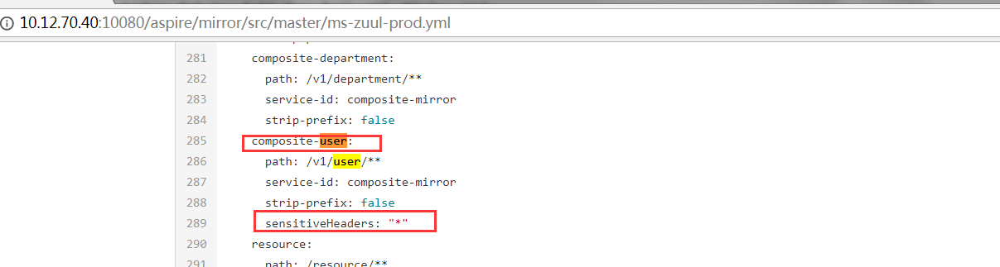 10.12.70.40:10080/aspire/mirror/src/master/ms-zuul-prod.yml
281 composite-department:
282 path: /v1/department/**
283 service-id: composite-mirror
284 strip-prefix: false
285 composite-user:
286 path: /v1/user/**
287 service-id: composite-mirror
288 strip-prefix: false
289 sensitiveHeaders: "*"
290 resource:
291 path: /resource/**